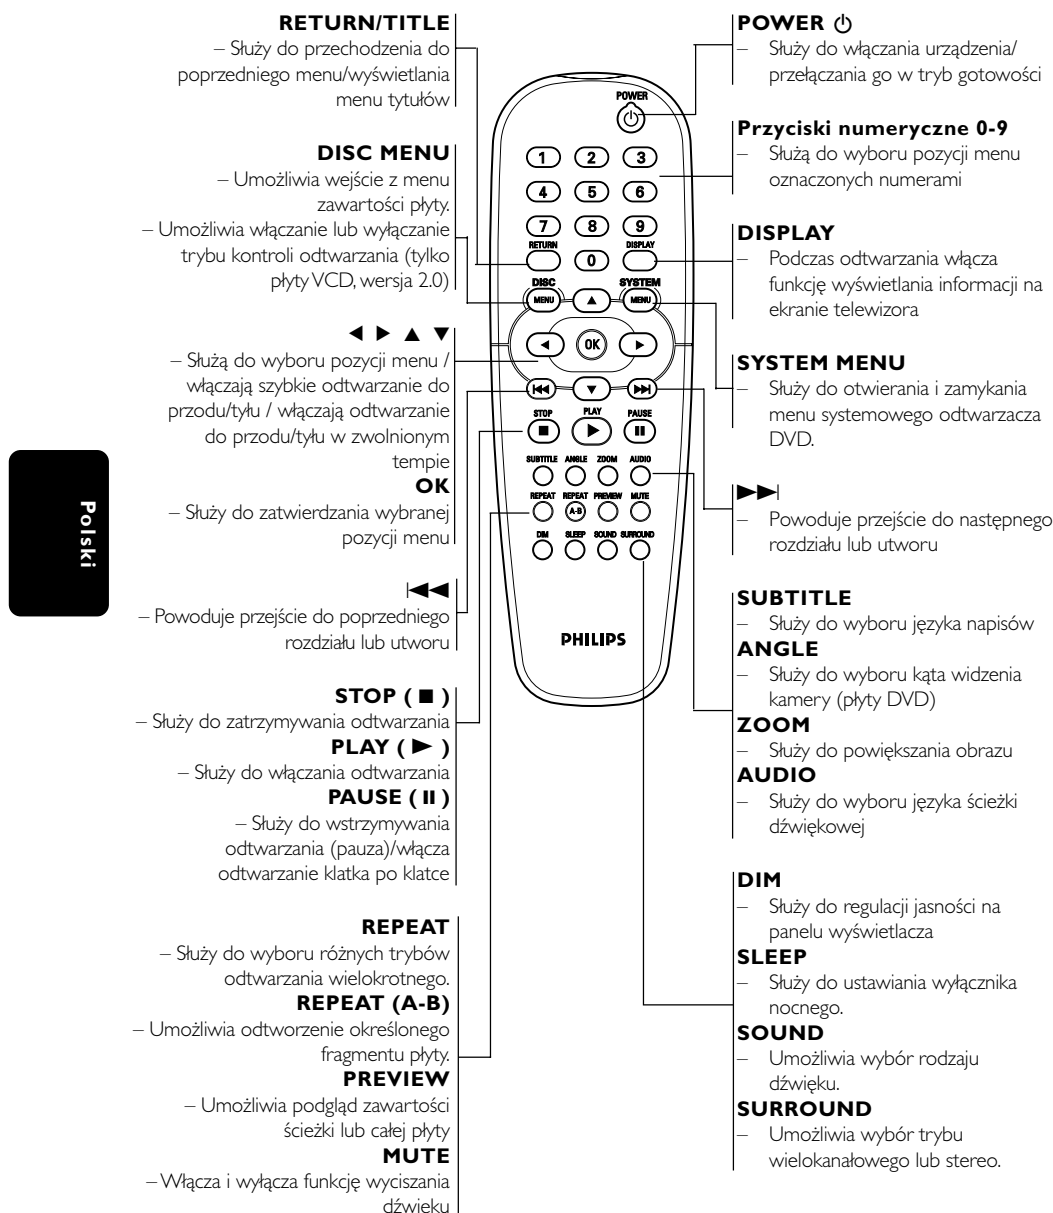 RETURN/TITLE
– Służy do przechodzenia do
poprzedniego menu/wyświetlania
menu tytułów
DISC MENU
– Umożliwia wejście z menu
zawartości płyty.
– Umożliwia włączanie lub wyłączanie
trybu kontroli odtwarzania (tylko
płyty VCD, wersja 2.0)
◀ ▶ ▲ ▼
– Służą do wyboru pozycji menu /
włączają szybkie odtwarzanie do
przodu/tyłu / włączają odtwarzanie
do przodu/tyłu w zwolnionym
tempie
OK
– Służy do zatwierdzania wybranej
pozycji menu
|◀◀
– Powoduje przejście do poprzedniego
rozdziału lub utworu
STOP ( ■ )
– Służy do zatrzymywania odtwarzania
PLAY ( ▶ )
– Służy do włączania odtwarzania
PAUSE ( II )
– Służy do wstrzymywania
odtwarzania (pauza)/włącza
odtwarzanie klatka po klatce
REPEAT
– Służy do wyboru różnych trybów
odtwarzania wielokrotnego.
REPEAT (A-B)
– Umożliwia odtworzenie określonego
fragmentu płyty.
PREVIEW
– Umożliwia podgląd zawartości
ścieżki lub całej płyty
MUTE
– Włącza i wyłącza funkcję wyciszania
dźwieku
Polski
POWER
1 2 3
4 5 6
7 8 9
RETURN 0 DISPLAY
DISC SYSTEM
MENU ▲ MENU
◀ OK ▶
|◀◀ ▼ ▶▶|
STOP PLAY PAUSE
■ ▶ II
SUBTITLE ANGLE ZOOM AUDIO
REPEAT REPEAT PREVIEW MUTE
A-B
DIM SLEEP SOUND SURROUND
PHILIPS
POWER ⏻
– Służy do włączania urządzenia/
przełączania go w tryb gotowości
Przyciski numeryczne 0-9
– Służą do wyboru pozycji menu
oznaczonych numerami
DISPLAY
– Podczas odtwarzania włącza
funkcję wyświetlania informacji na
ekranie telewizora
SYSTEM MENU
– Służy do otwierania i zamykania
menu systemowego odtwarzacza
DVD.
▶▶|
– Powoduje przejście do następnego
rozdziału lub utworu
SUBTITLE
– Służy do wyboru języka napisów
ANGLE
– Służy do wyboru kąta widzenia
kamery (płyty DVD)
ZOOM
– Służy do powiększania obrazu
AUDIO
– Służy do wyboru języka ścieżki
dźwiękowej
DIM
– Służy do regulacji jasności na
panelu wyświetlacza
SLEEP
– Służy do ustawiania wyłącznika
nocnego.
SOUND
– Umożliwia wybór rodzaju
dźwięku.
SURROUND
– Umożliwia wybór trybu
wielokanałowego lub stereo.